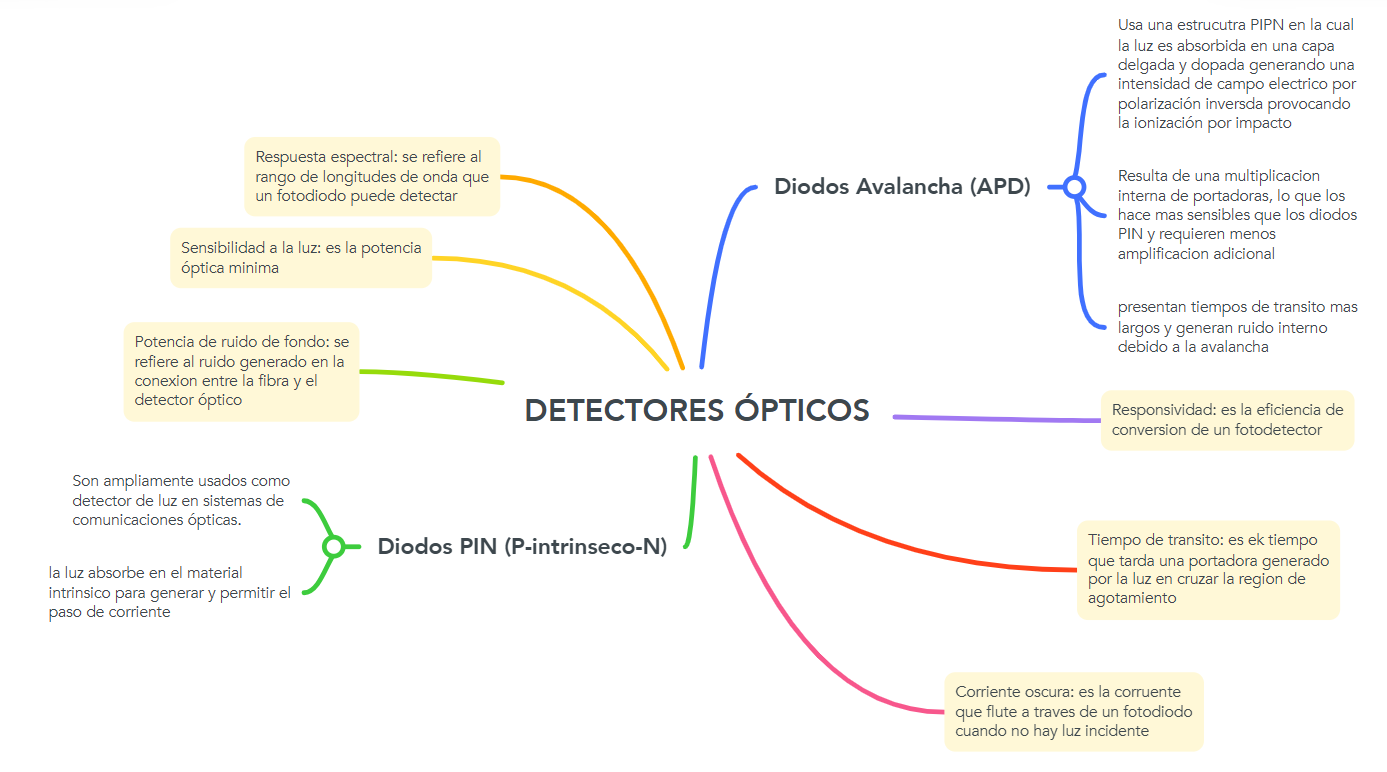 Usa una estrucutra PIPN en la cual
la luz es absorbida en una capa
delgada y dopada generando una
intensidad de campo electrico por
polarización inversda provocando
la ionización por impacto
Respuesta espectral: se refiere al
rango de longitudes de onda que
un fotodiodo puede detectar
Diodos Avalancha (APD)
Resulta de una multiplicacion
interna de portadoras, lo que los
hace mas sensibles que los diodos
PIN y requieren menos
amplificacion adicional
Sensibilidad a la luz: es la potencia
óptica minima
presentan tiempos de transito mas
largos y generan ruido interno
debido a la avalancha
Potencia de ruido de fondo: se
refiere al ruido generado en la
conexion entre la fibra y el
detector óptico
DETECTORES ÓPTICOS
Responsividad: es la eficiencia de
conversion de un fotodetector
Son ampliamente usados como
detector de luz en sistemas de
comunicaciones ópticas.
Diodos PIN (P-intrinseco-N)
la luz absorbe en el material
intrinsico para generar y permitir el
paso de corriente
Tiempo de transito: es ek tiempo
que tarda una portadora generado
por la luz en cruzar la region de
agotamiento
Corriente oscura: es la corruente
que flute a traves de un fotodiodo
cuando no hay luz incidente